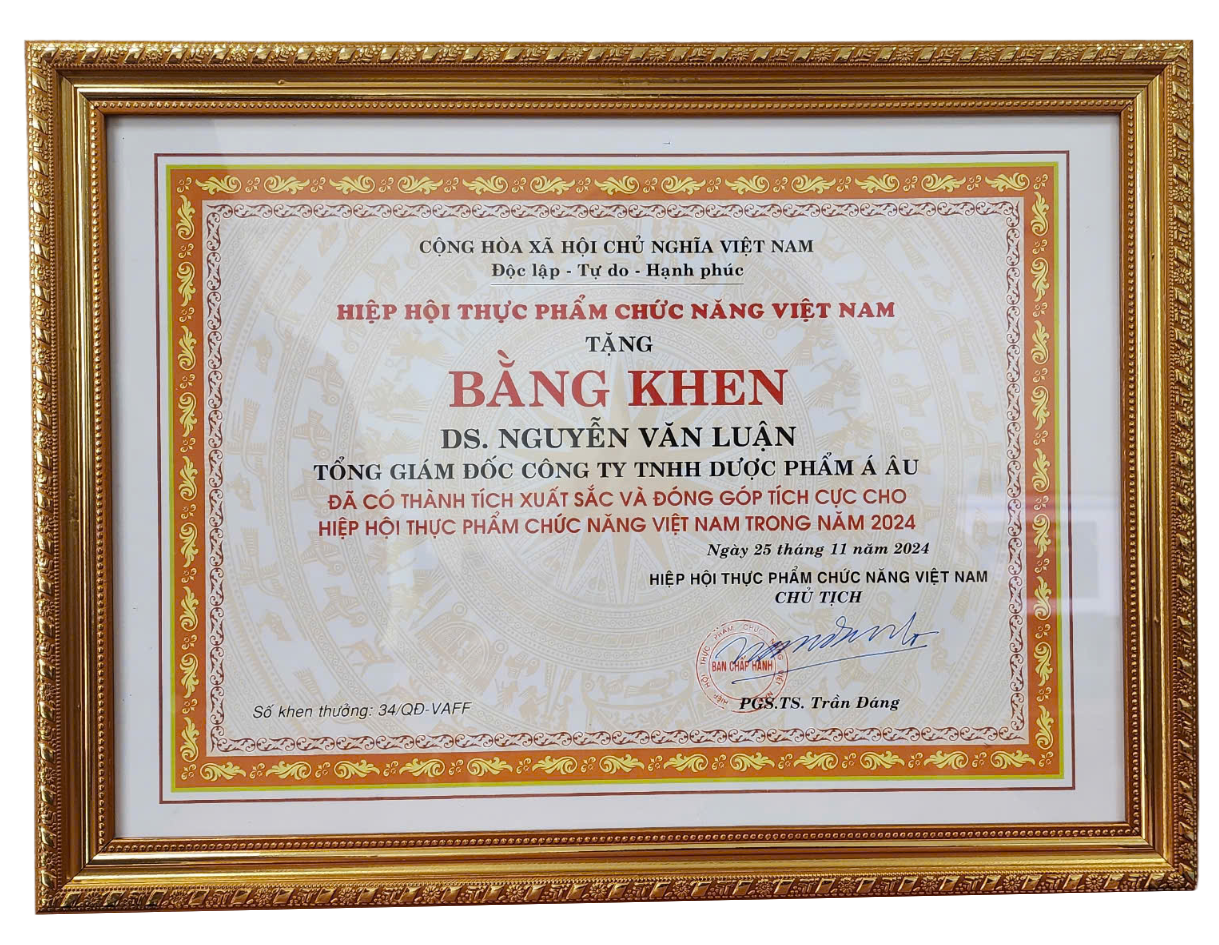 CỘNG HÒA XÃ HỘI CHỦ NGHĨA VIỆT NAM
Độc lập - Tự do - Hạnh phúc
HIỆP HỘI THỰC PHẨM CHỨC NĂNG VIỆT NAM
TẶNG
BẰNG KHEN
DS. NGUYỄN VĂN LUẬN
TỔNG GIÁM ĐỐC CÔNG TY TNHH DƯỢC PHẨM Á ÂU
ĐÃ CÓ THÀNH TÍCH XUẤT SẮC VÀ ĐÓNG GÓP TÍCH CỰC CHO
HIỆP HỘI THỰC PHẨM CHỨC NĂNG VIỆT NAM TRONG NĂM 2024
Ngày 25 tháng 11 năm 2024
HIỆP HỘI THỰC PHẨM CHỨC NĂNG VIỆT NAM
CHỦ TỊCH
BAN CHẤP HÀNH
PGS.TS. Trần Đáng
Số khen thưởng: 34/QĐ-VAFF